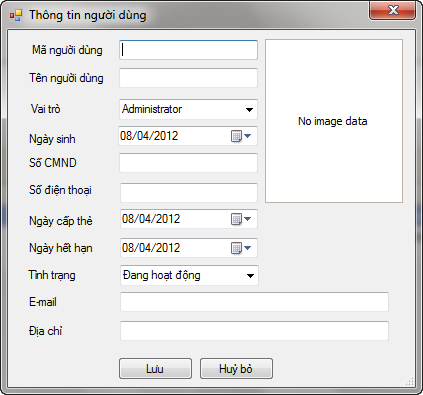 Thông tin người dùng
Mã người dùng
Tên người dùng
No image data
Vai trò Administrator
Ngày sinh 08/04/2012
Số CMND
Số điện thoại
Ngày cấp thẻ 08/04/2012
Ngày hết hạn 08/04/2012
Tình trạng Đang hoạt động
E-mail
Địa chỉ
Lưu Huỷ bỏ